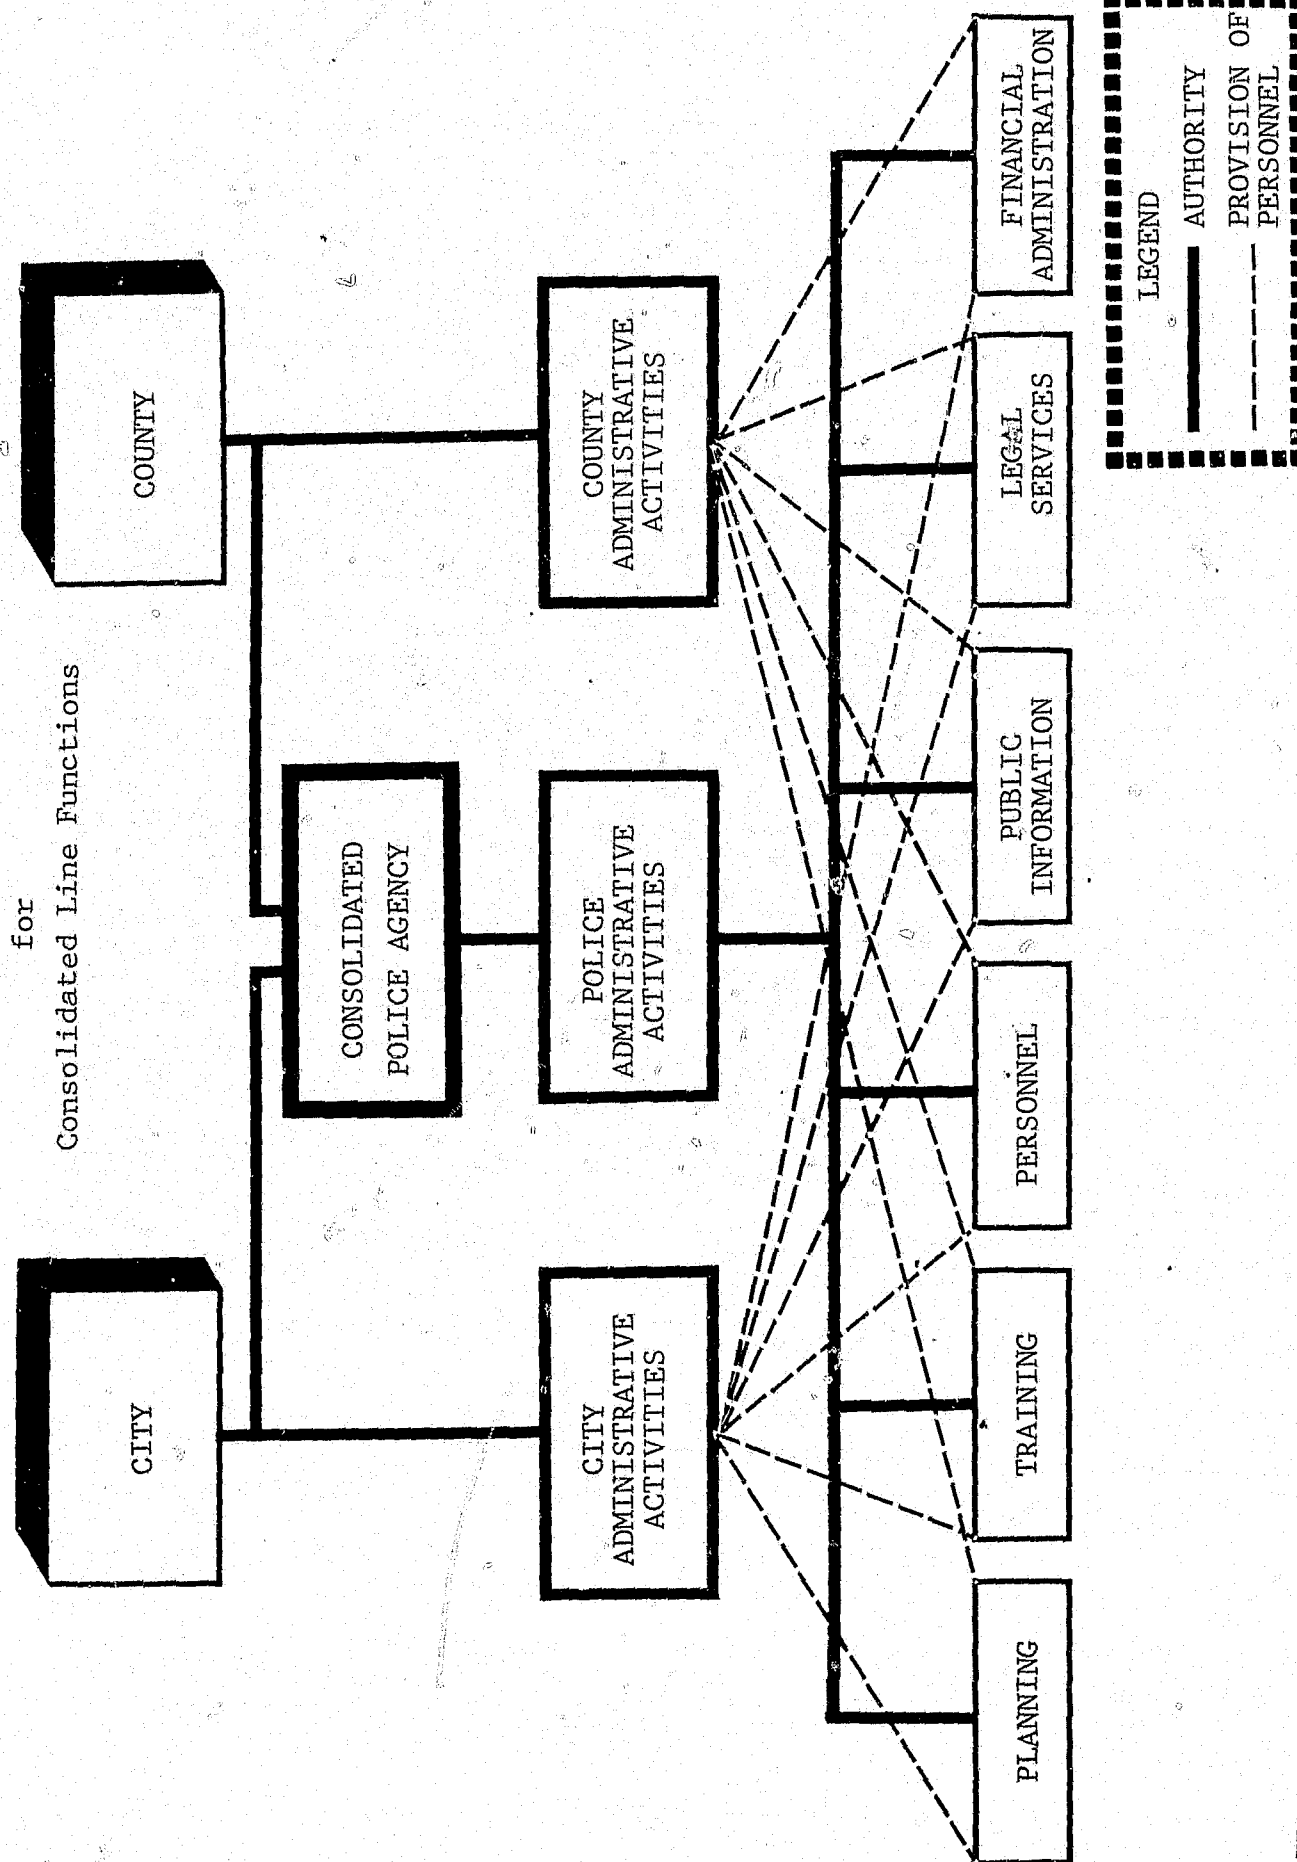 for
Consolidated Line Functions
CITY
COUNTY
CONSOLIDATED
POLICE AGENCY
CITY
ADMINISTRATIVE
ACTIVITIES
POLICE
ADMINISTRATIVE
ACTIVITIES
COUNTY
ADMINISTRATIVE
ACTIVITIES
PLANNING
TRAINING
PERSONNEL
PUBLIC
INFORMATION
LEGAL
SERVICES
FINANCIAL
ADMINISTRATION
LEGEND
AUTHORITY
PROVISION OF
PERSONNEL